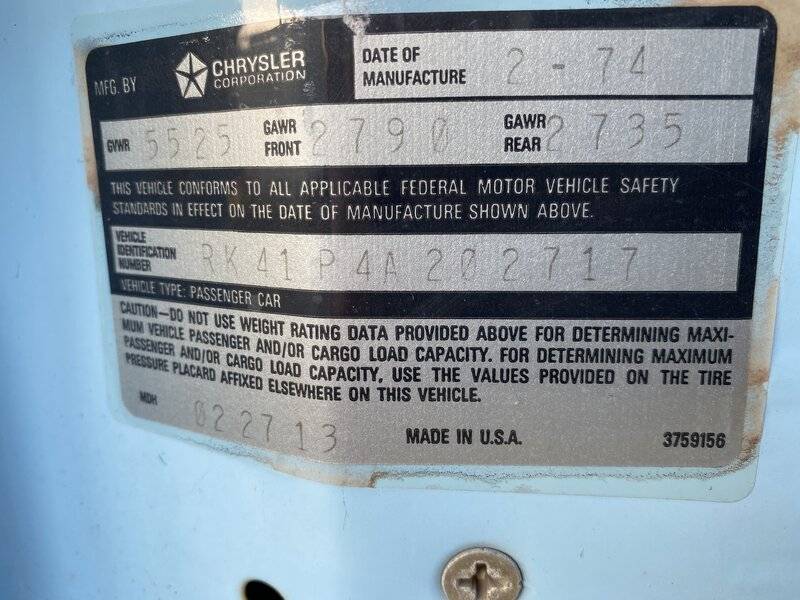 MFG. BY CHRYSLER CORPORATION DATE OF MANUFACTURE 2-74
GVWR 5525 GAWR FRONT 2790 GAWR REAR 2735
THIS VEHICLE CONFORMS TO ALL APPLICABLE FEDERAL MOTOR VEHICLE SAFETY
STANDARDS IN EFFECT ON THE DATE OF MANUFACTURE SHOWN ABOVE.
VEHICLE IDENTIFICATION NUMBER RK41P4A202717
VEHICLE TYPE: PASSENGER CAR
CAUTION—DO NOT USE WEIGHT RATING DATA PROVIDED ABOVE FOR DETERMINING MAXI-
MUM VEHICLE PASSENGER AND/OR CARGO LOAD CAPACITY. FOR DETERMINING MAXIMUM
PASSENGER AND/OR CARGO LOAD CAPACITY, USE THE VALUES PROVIDED ON THE TIRE
PRESSURE PLACARD AFFIXED ELSEWHERE ON THIS VEHICLE.
MDH 022713 MADE IN U.S.A. 3759156